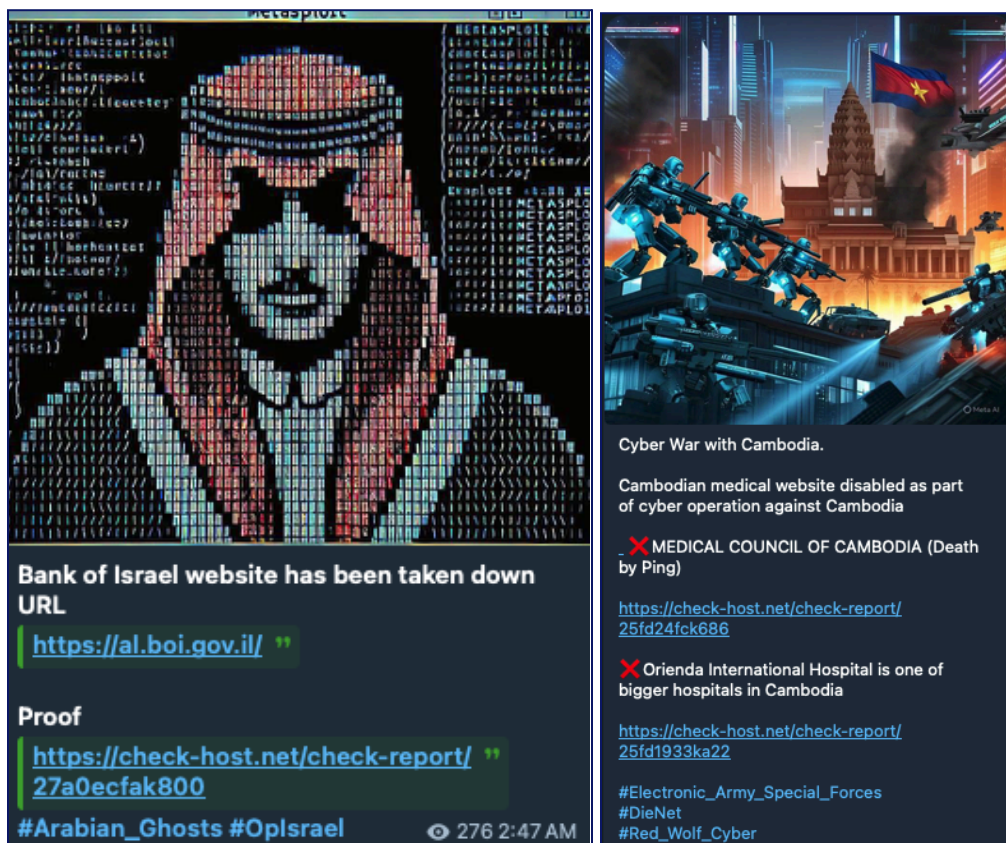 Metasploit
Bank of Israel website has been taken down
URL
https://al.boi.gov.il/
Proof
https://check-host.net/check-report/
27a0ecfak800
#Arabian_Ghosts #OpIsrael
276 2:47 AM
Meta AI
Cyber War with Cambodia.
Cambodian medical website disabled as part
of cyber operation against Cambodia
_ ❌MEDICAL COUNCIL OF CAMBODIA (Death
by Ping)
https://check-host.net/check-report/
25fd24fck686
❌ Orienda International Hospital is one of
bigger hospitals in Cambodia
https://check-host.net/check-report/
25fd1933ka22
#Electronic_Army_Special_Forces
#DieNet
#Red_Wolf_Cyber